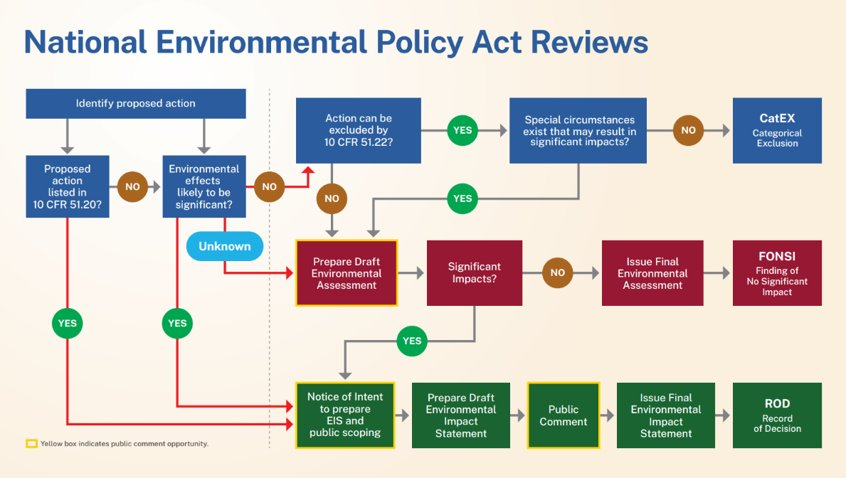 National Environmental Policy Act Reviews
Identify proposed action
Proposed
action
listed in
10 CFR 51.20?
NO
Environmental
effects
likely to be
significant?
NO
Unknown
YES
YES
Action can be
excluded by
10 CFR 51.22?
YES
Special circumstances
exist that may result in
significant impacts?
NO
CatEX
Categorical
Exclusion
NO
YES
Prepare Draft
Environmental
Assessment
Significant
Impacts?
NO
Issue Final
Environmental
Assessment
FONSI
Finding of
No Significant
Impact
YES
Notice of Intent
to prepare
EIS and
public scoping
Prepare Draft
Environmental
Impact
Statement
Public
Comment
Issue Final
Environmental
Impact
Statement
ROD
Record
of Decision
Yellow box indicates public comment opportunity.